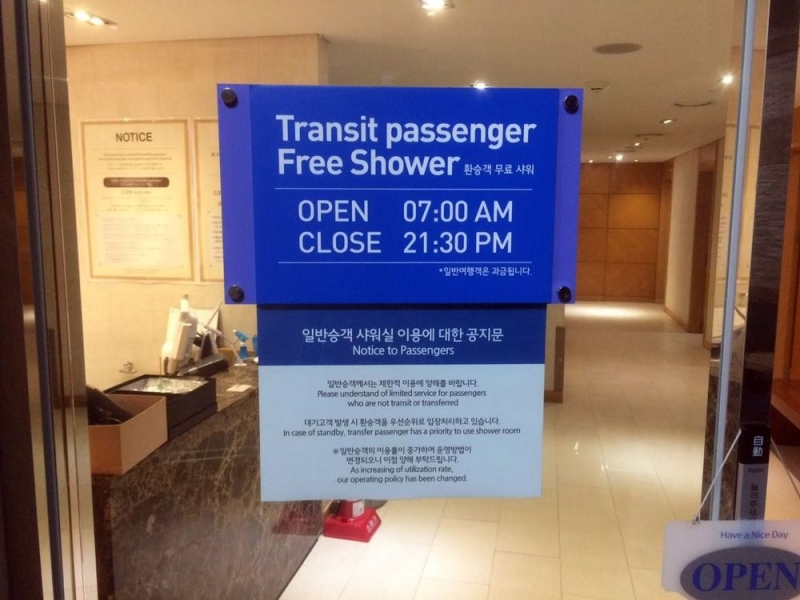 NOTICE
Transit passenger
Free Shower 환승객 무료 샤워
OPEN 07:00 AM
CLOSE 21:30 PM
*일반여행객은 과금됩니다.
일반승객 샤워실 이용에 대한 공지문
Notice to Passengers
일반승객께서는 제한적 이용에 양해를 바랍니다.
Please understand of limited service for passengers
who are not transit or transferred
대기고객 발생 시 환승객을 우선순위로 입장처리하고 있습니다.
In case of standby, transfer passenger has a priority to use shower room
※일반승객의 이용률이 증가하여 운영방법이
변경되오니 이점 양해 부탁드립니다.
As increasing of utilization rate,
our operating policy has been changed.
自動
Have a Nice Day
OPEN